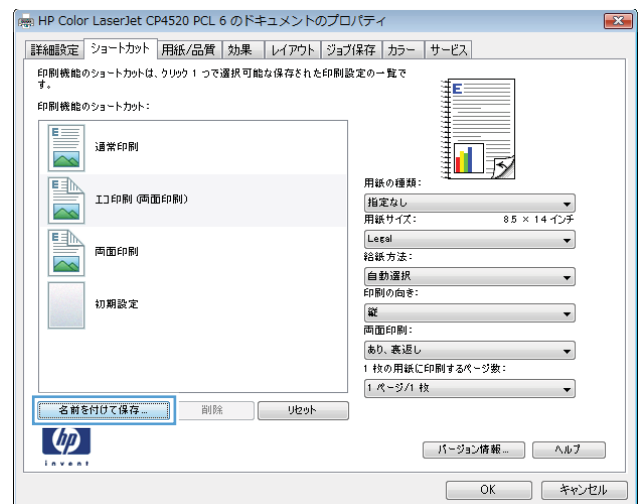 HP Color LaserJet CP4520 PCL 6 のドキュメントのプロパティ
詳細設定 ショートカット 用紙/品質 効果 レイアウト ジョブ保存 カラー サービス
印刷機能のショートカットは、クリック 1 つで選択可能な保存された印刷設定の一覧で
す。
印刷機能のショートカット:
通常印刷
エコ印刷 (両面印刷)
両面印刷
初期設定
名前を付けて保存...
削除
リセット
E
用紙の種類:
指定なし
用紙サイズ: 8.5 × 14 インチ
Legal
給紙方法:
自動選択
印刷の向き:
縦
両面印刷:
あり、裏返し
1 枚の用紙に印刷するページ数:
1 ページ/1 枚
hp
invent
バージョン情報...
ヘルプ
OK
キャンセル